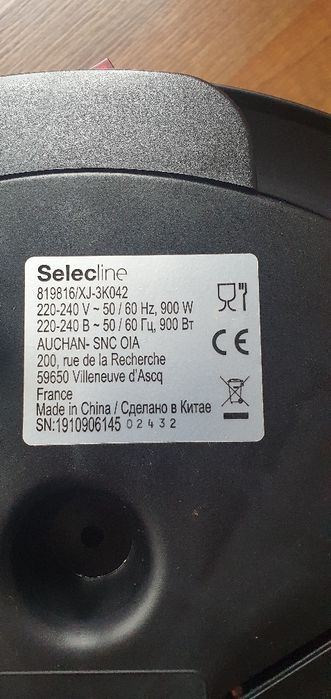 Selecline
819816/XJ-3K042
220-240 V ~ 50 / 60 Hz, 900 W
220-240 В ~ 50 / 60 Гц, 900 Вт
AUCHAN- SNC OIA
200, rue de la Recherche
59650 Villeneuve d'Ascq
France
Made in China / Сделано в Китае
SN:1910906145 02432
CE